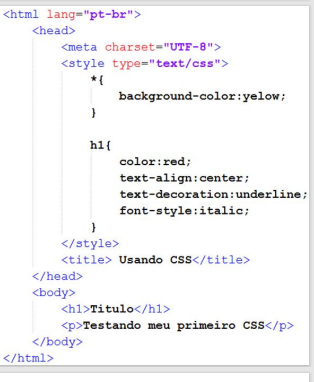 <html lang="pt-br">
<head>
<meta charset="UTF-8">
<style type="text/css">
*{
background-color:yelow;
}
h1{
color:red;
text-align:center;
text-decoration:underline;
font-style:italic;
}
</style>
<title> Usando CSS</title>
</head>
<body>
<h1>Titulo</h1>
<p>Testando meu primeiro CSS</p>
</body>
</html>